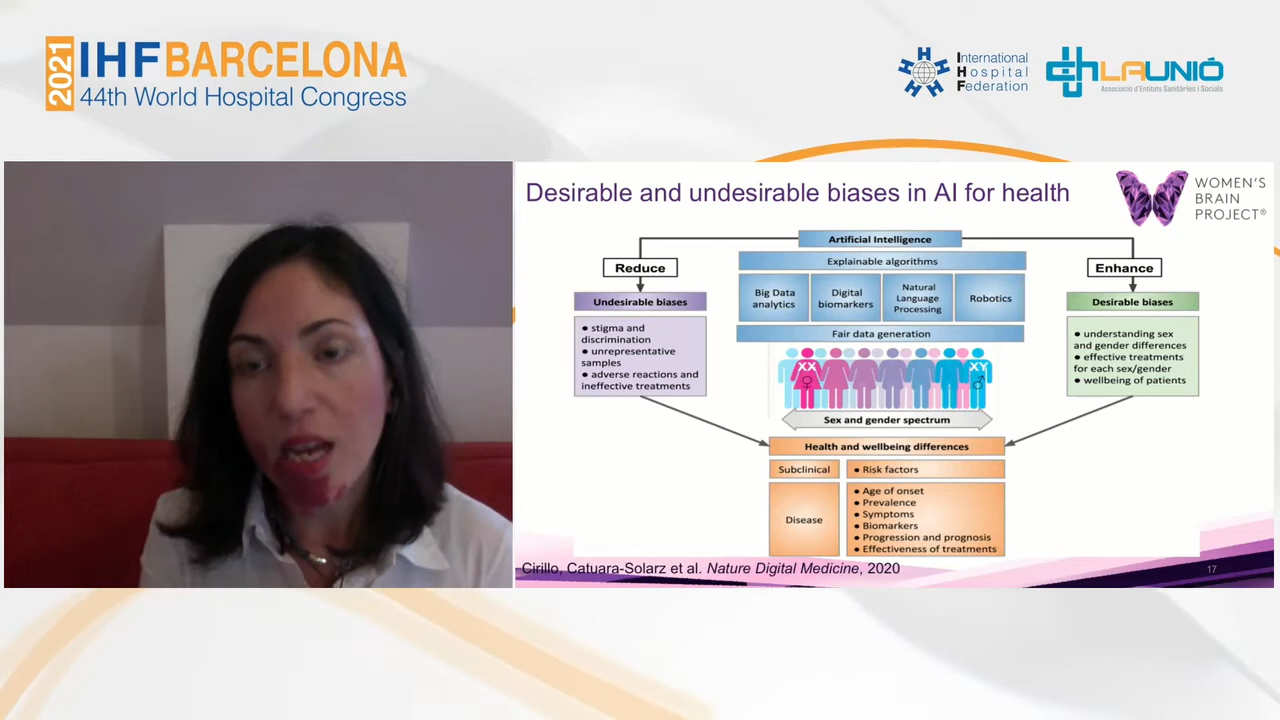 2021
IHF BARCELONA
44th World Hospital Congress
International
Hospital
Federation
LAUNIÓ
Associació d'Entitats Sanitàries i Socials
Desirable and undesirable biases in AI for health
WOMEN'S
BRAIN
PROJECT®
Artificial Intelligence
Reduce
Explainable algorithms
Enhance
Undesirable biases
Big Data
analytics
Digital
biomarkers
Natural
Language
Processing
Robotics
Desirable biases
● stigma and
discrimination
● unrepresentative
samples
● adverse reactions and
ineffective treatments
Fair data generation
● understanding sex
and gender differences
● effective treatments
for each sex/gender
● wellbeing of patients
XX
XY
Sex and gender spectrum
Health and wellbeing differences
Subclinical
● Risk factors
Disease
● Age of onset
● Prevalence
● Symptoms
● Biomarkers
● Progression and prognosis
● Effectiveness of treatments
Cirillo, Catuara-Solarz et al. Nature Digital Medicine, 2020
17